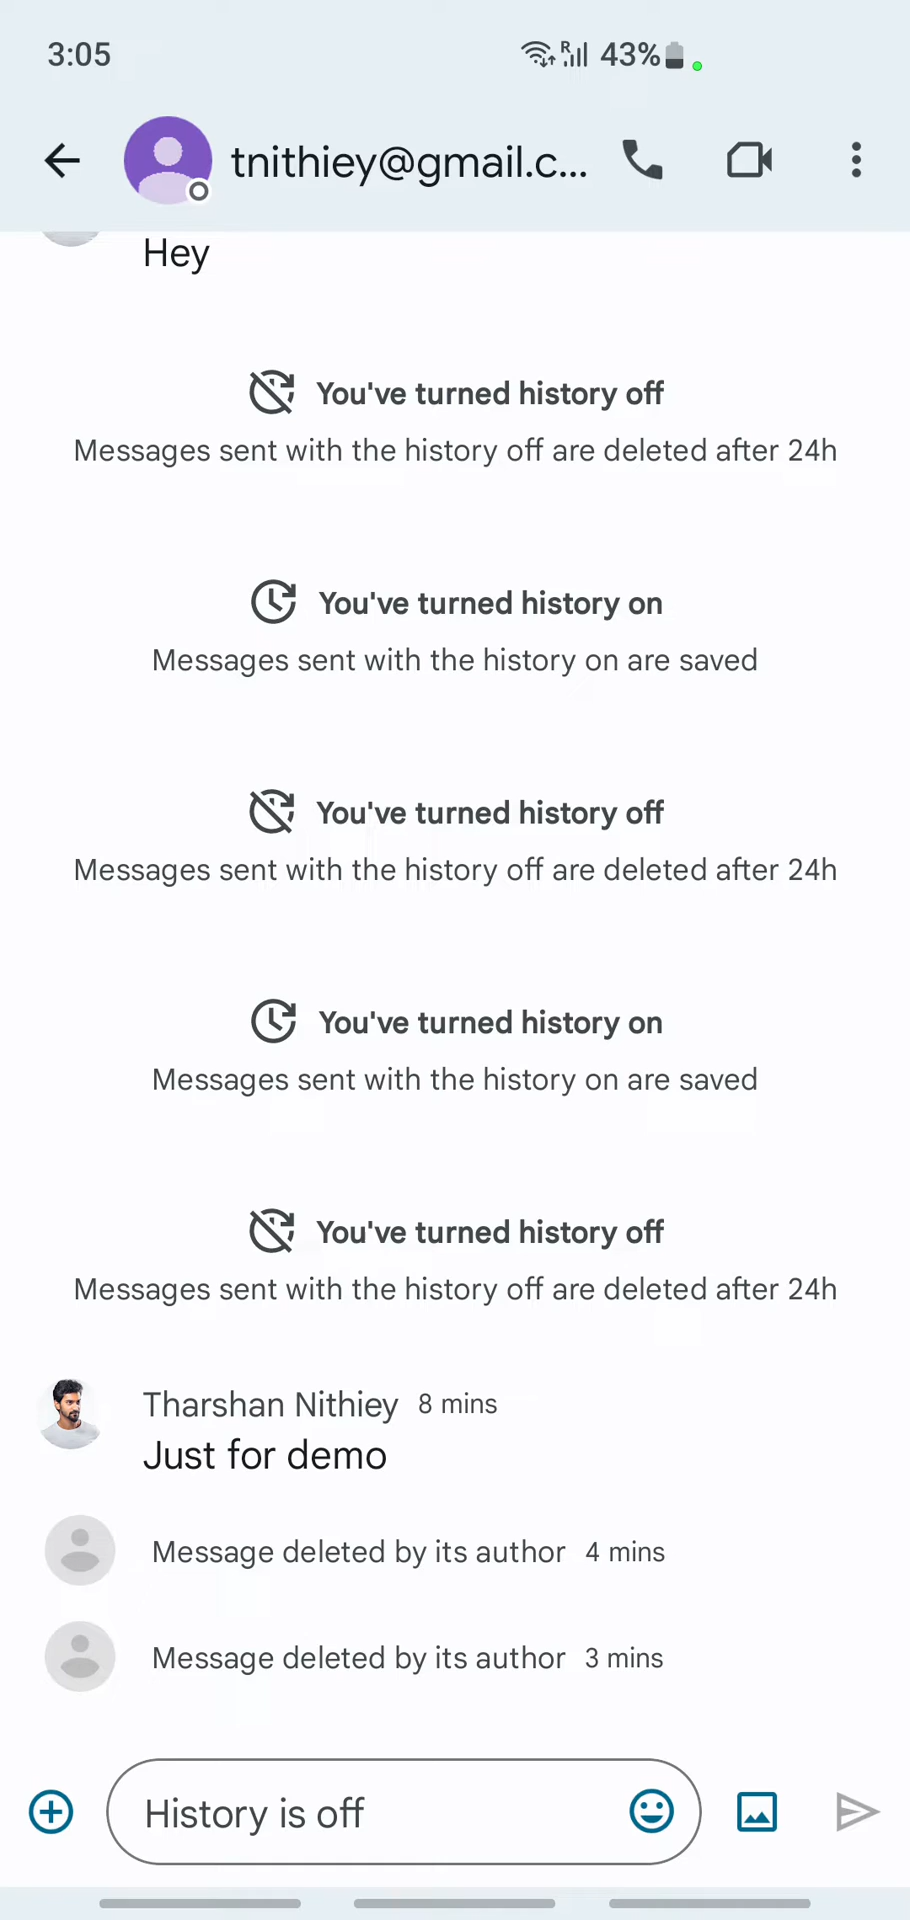 3:05
R 43%
tnithiey@gmail.c...
Hey
You've turned history off
Messages sent with the history off are deleted after 24h
You've turned history on
Messages sent with the history on are saved
You've turned history off
Messages sent with the history off are deleted after 24h
You've turned history on
Messages sent with the history on are saved
You've turned history off
Messages sent with the history off are deleted after 24h
Tharshan Nithiey 8 mins
Just for demo
Message deleted by its author 4 mins
Message deleted by its author 3 mins
History is off